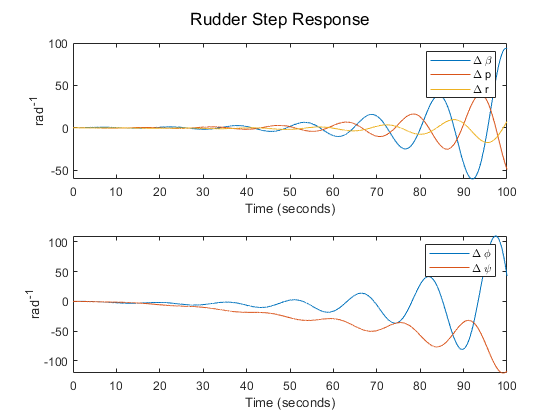 Rudder Step Response
100
50
0
-50
rad-1
Δ β
Δ p
Δ r
0 10 20 30 40 50 60 70 80 90 100
Time (seconds)
100
50
0
-50
-100
rad-1
Δ ϕ
Δ ψ
0 10 20 30 40 50 60 70 80 90 100
Time (seconds)